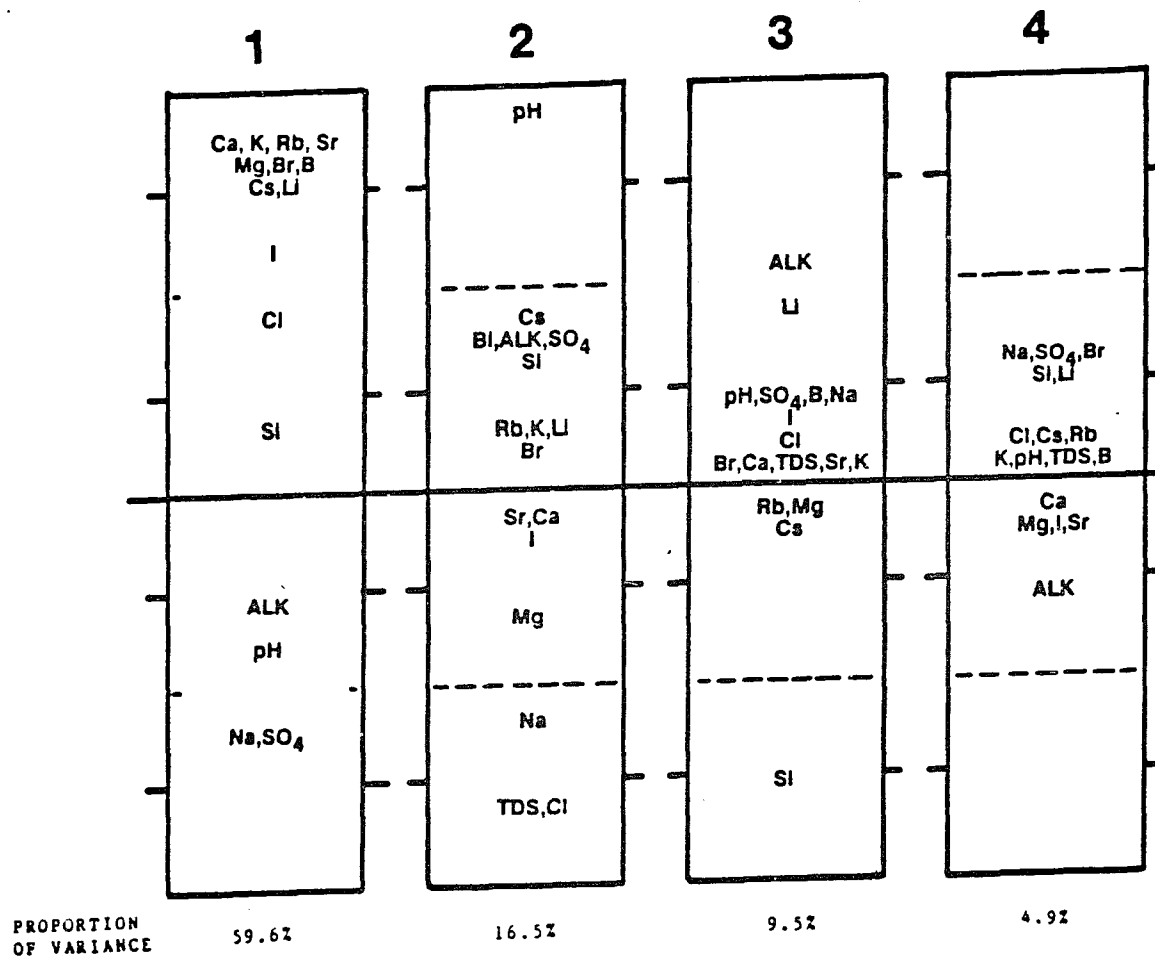 1
2
3
4
Ca, K, Rb, Sr
Mg,Br,B
Cs,Li
I
Cl
Si
ALK
pH
Na,SO4
pH
Cs
Bl,ALK,SO4
Si
Rb,K,Li
Br
Sr,Ca
I
Mg
Na
TDS,Cl
ALK
Li
pH,SO4,B,Na
I
Cl
Br,Ca,TDS,Sr,K
Rb,Mg
Cs
Si
Na,SO4,Br
Si,Li
Cl,Cs,Rb
K,pH,TDS,B
Ca
Mg,I,Sr
ALK
PROPORTION
OF VARIANCE
59.6%
16.5%
9.5%
4.9%